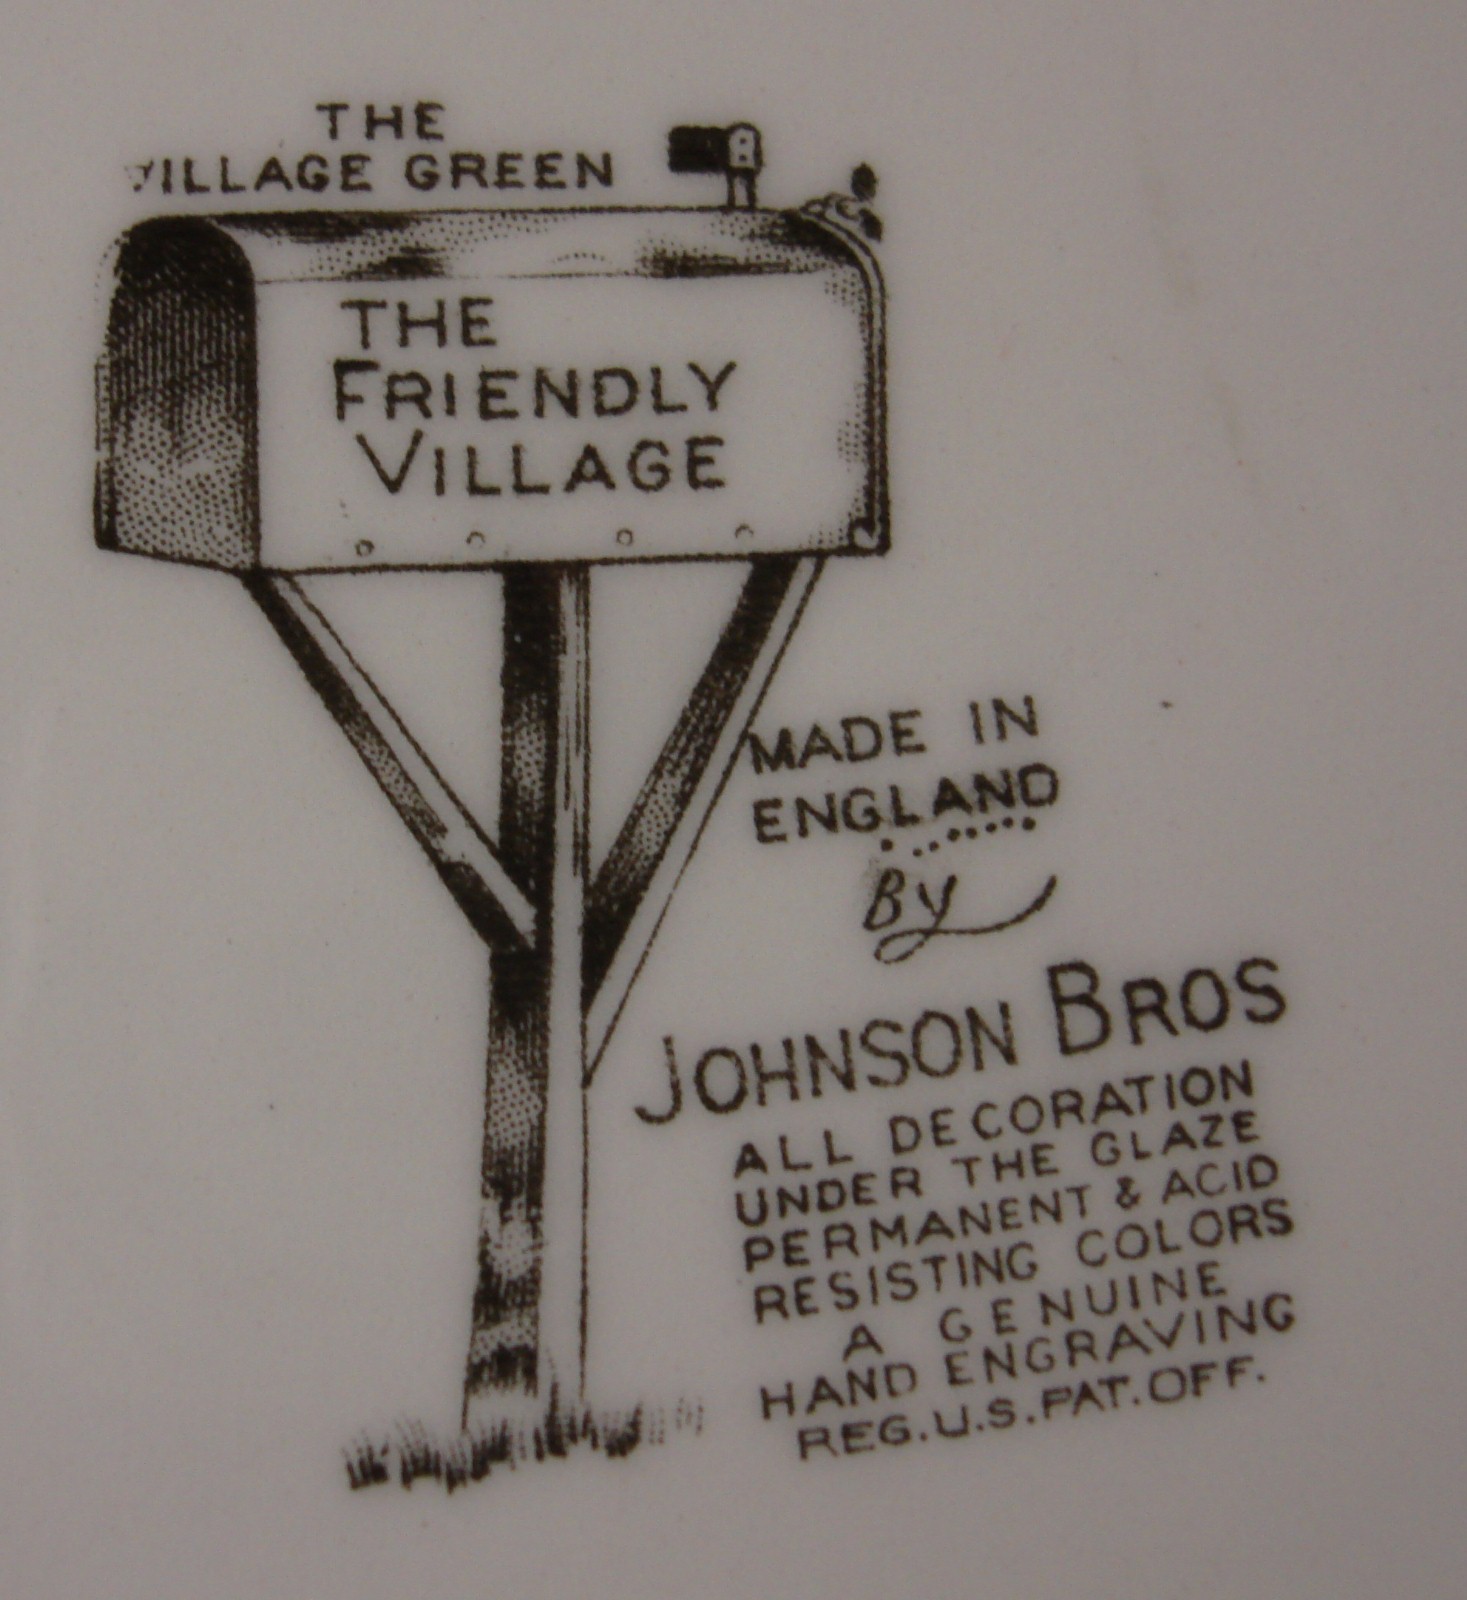 THE
VILLAGE GREEN
THE
FRIENDLY
VILLAGE
MADE IN
ENGLAND
By
JOHNSON BROS
ALL DECORATION
UNDER THE GLAZE
PERMANENT & ACID
RESISTING COLORS
A GENUINE
HAND ENGRAVING
REG.U.S.PAT.OFF.